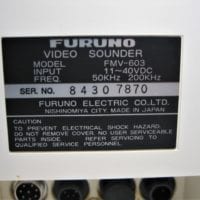 FURUNO
VIDEO SOUNDER
MODEL FMV-603
INPUT 11~40VDC
FREQ 50KHz 200KHz
SER. NO. 8430 7870
FURUNO ELECTRIC CO.,LTD.
NISHINOMIYA CITY, MADE IN JAPAN
CAUTION
TO PREVENT ELECTRICAL SHOCK HAZARD,
DO NOT REMOVE COVER, NO USER SERVICEABLE
PARTS INSIDE. REFER SERVICING TO
QUALIFIED SERVICE PERSONNEL.